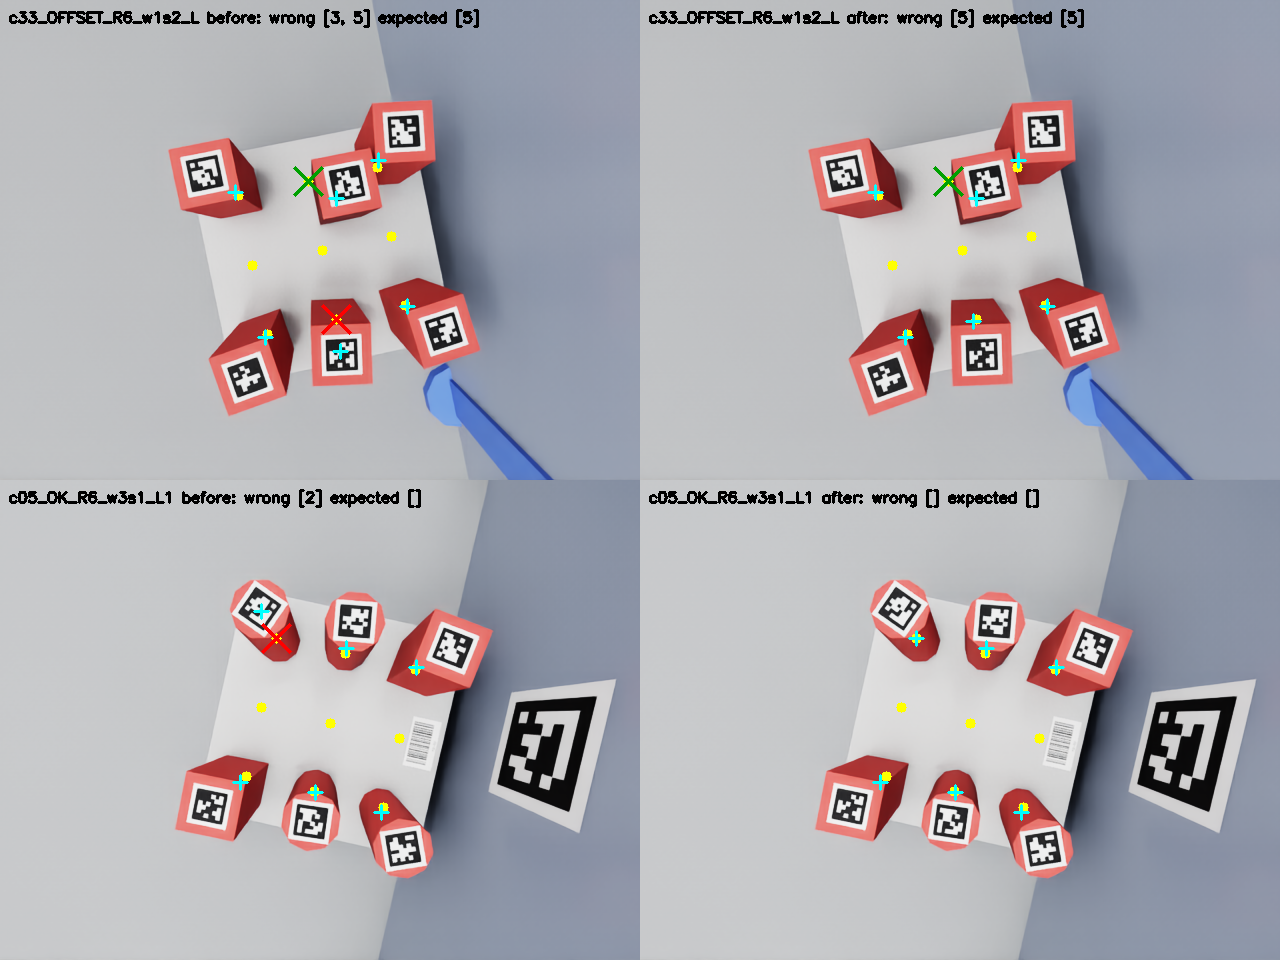 c33_OFFSET_R6_w1s2_L before: wrong [3, 5] expected [5]
c33_OFFSET_R6_w1s2_L after: wrong [5] expected [5]
c05_OK_R6_w3s1_L1 before: wrong [2] expected []
c05_OK_R6_w3s1_L1 after: wrong [] expected []